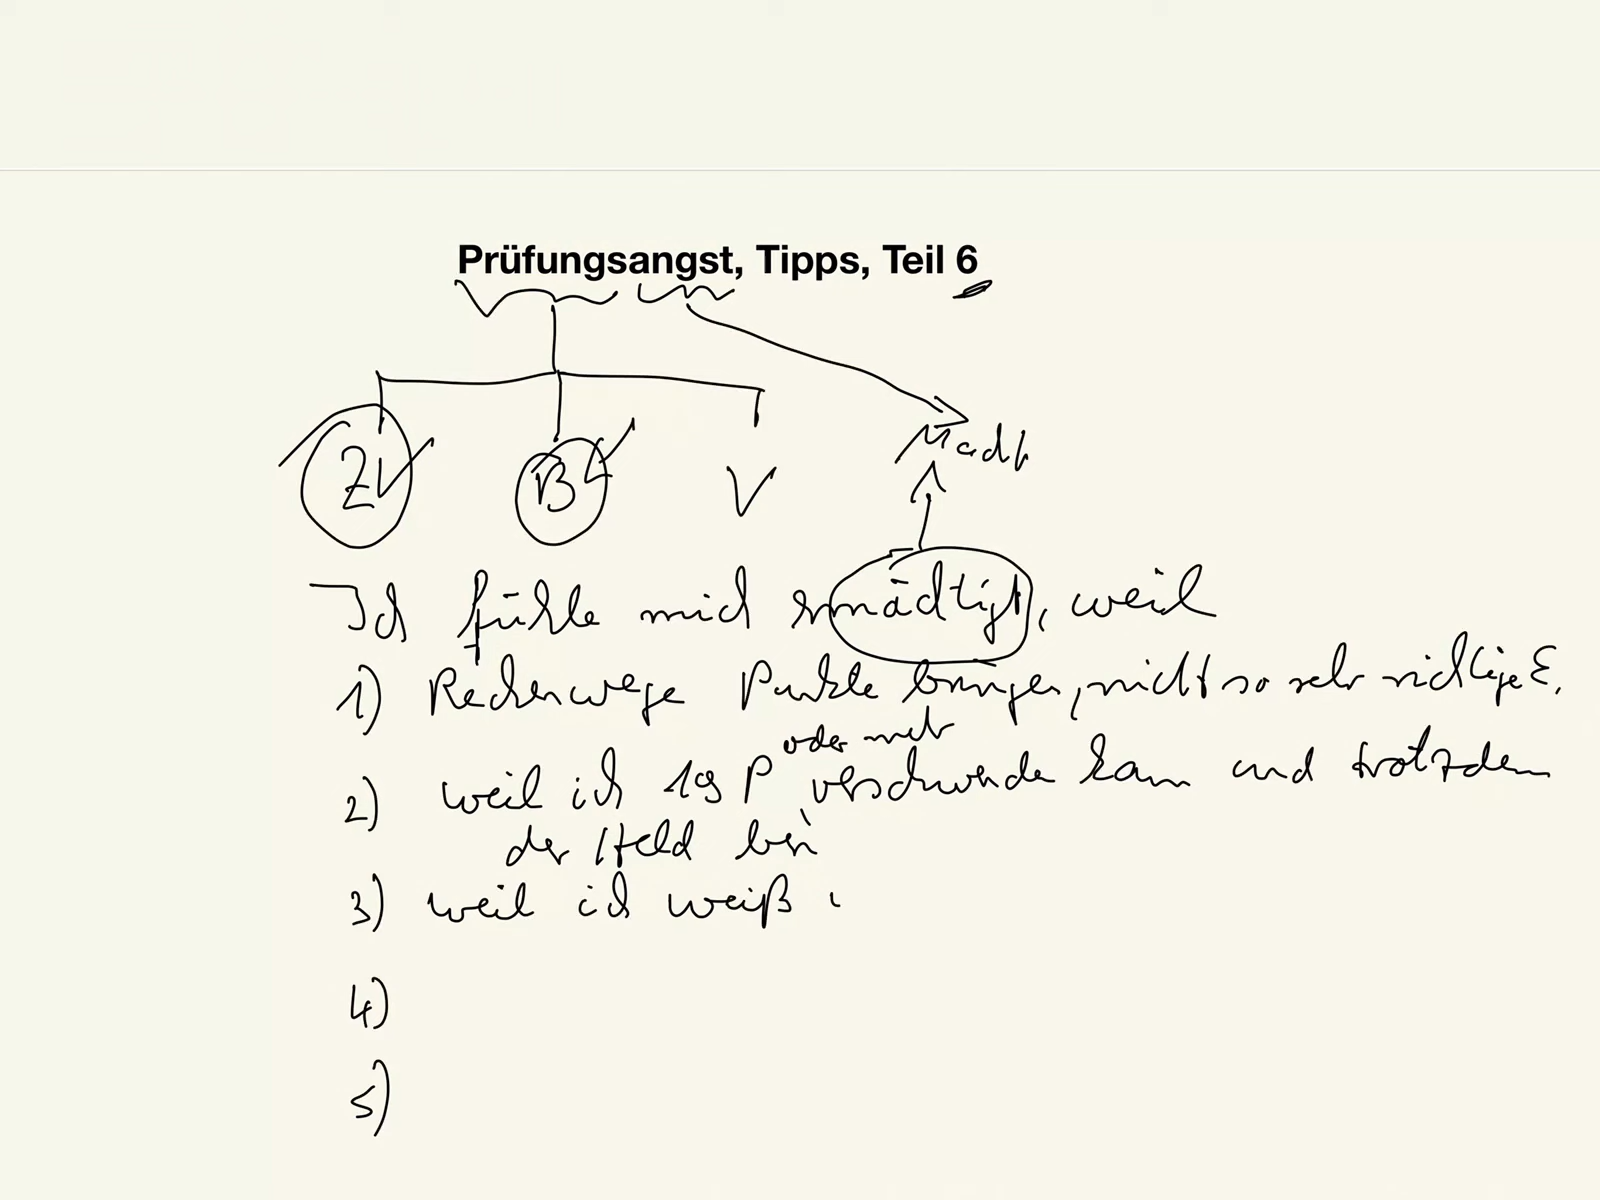 Prüfungsangst, Tipps, Teil 6
ZV B V Macht
Ich fühle mich ermächtigt, weil
1) Rechenwege Punkte bringen, nicht so sehr richtige E.
oder mehr
2) weil ich 19 P verschwenden kann und trotzdem
der Held bin
3) weil ich weiß
4)
5)